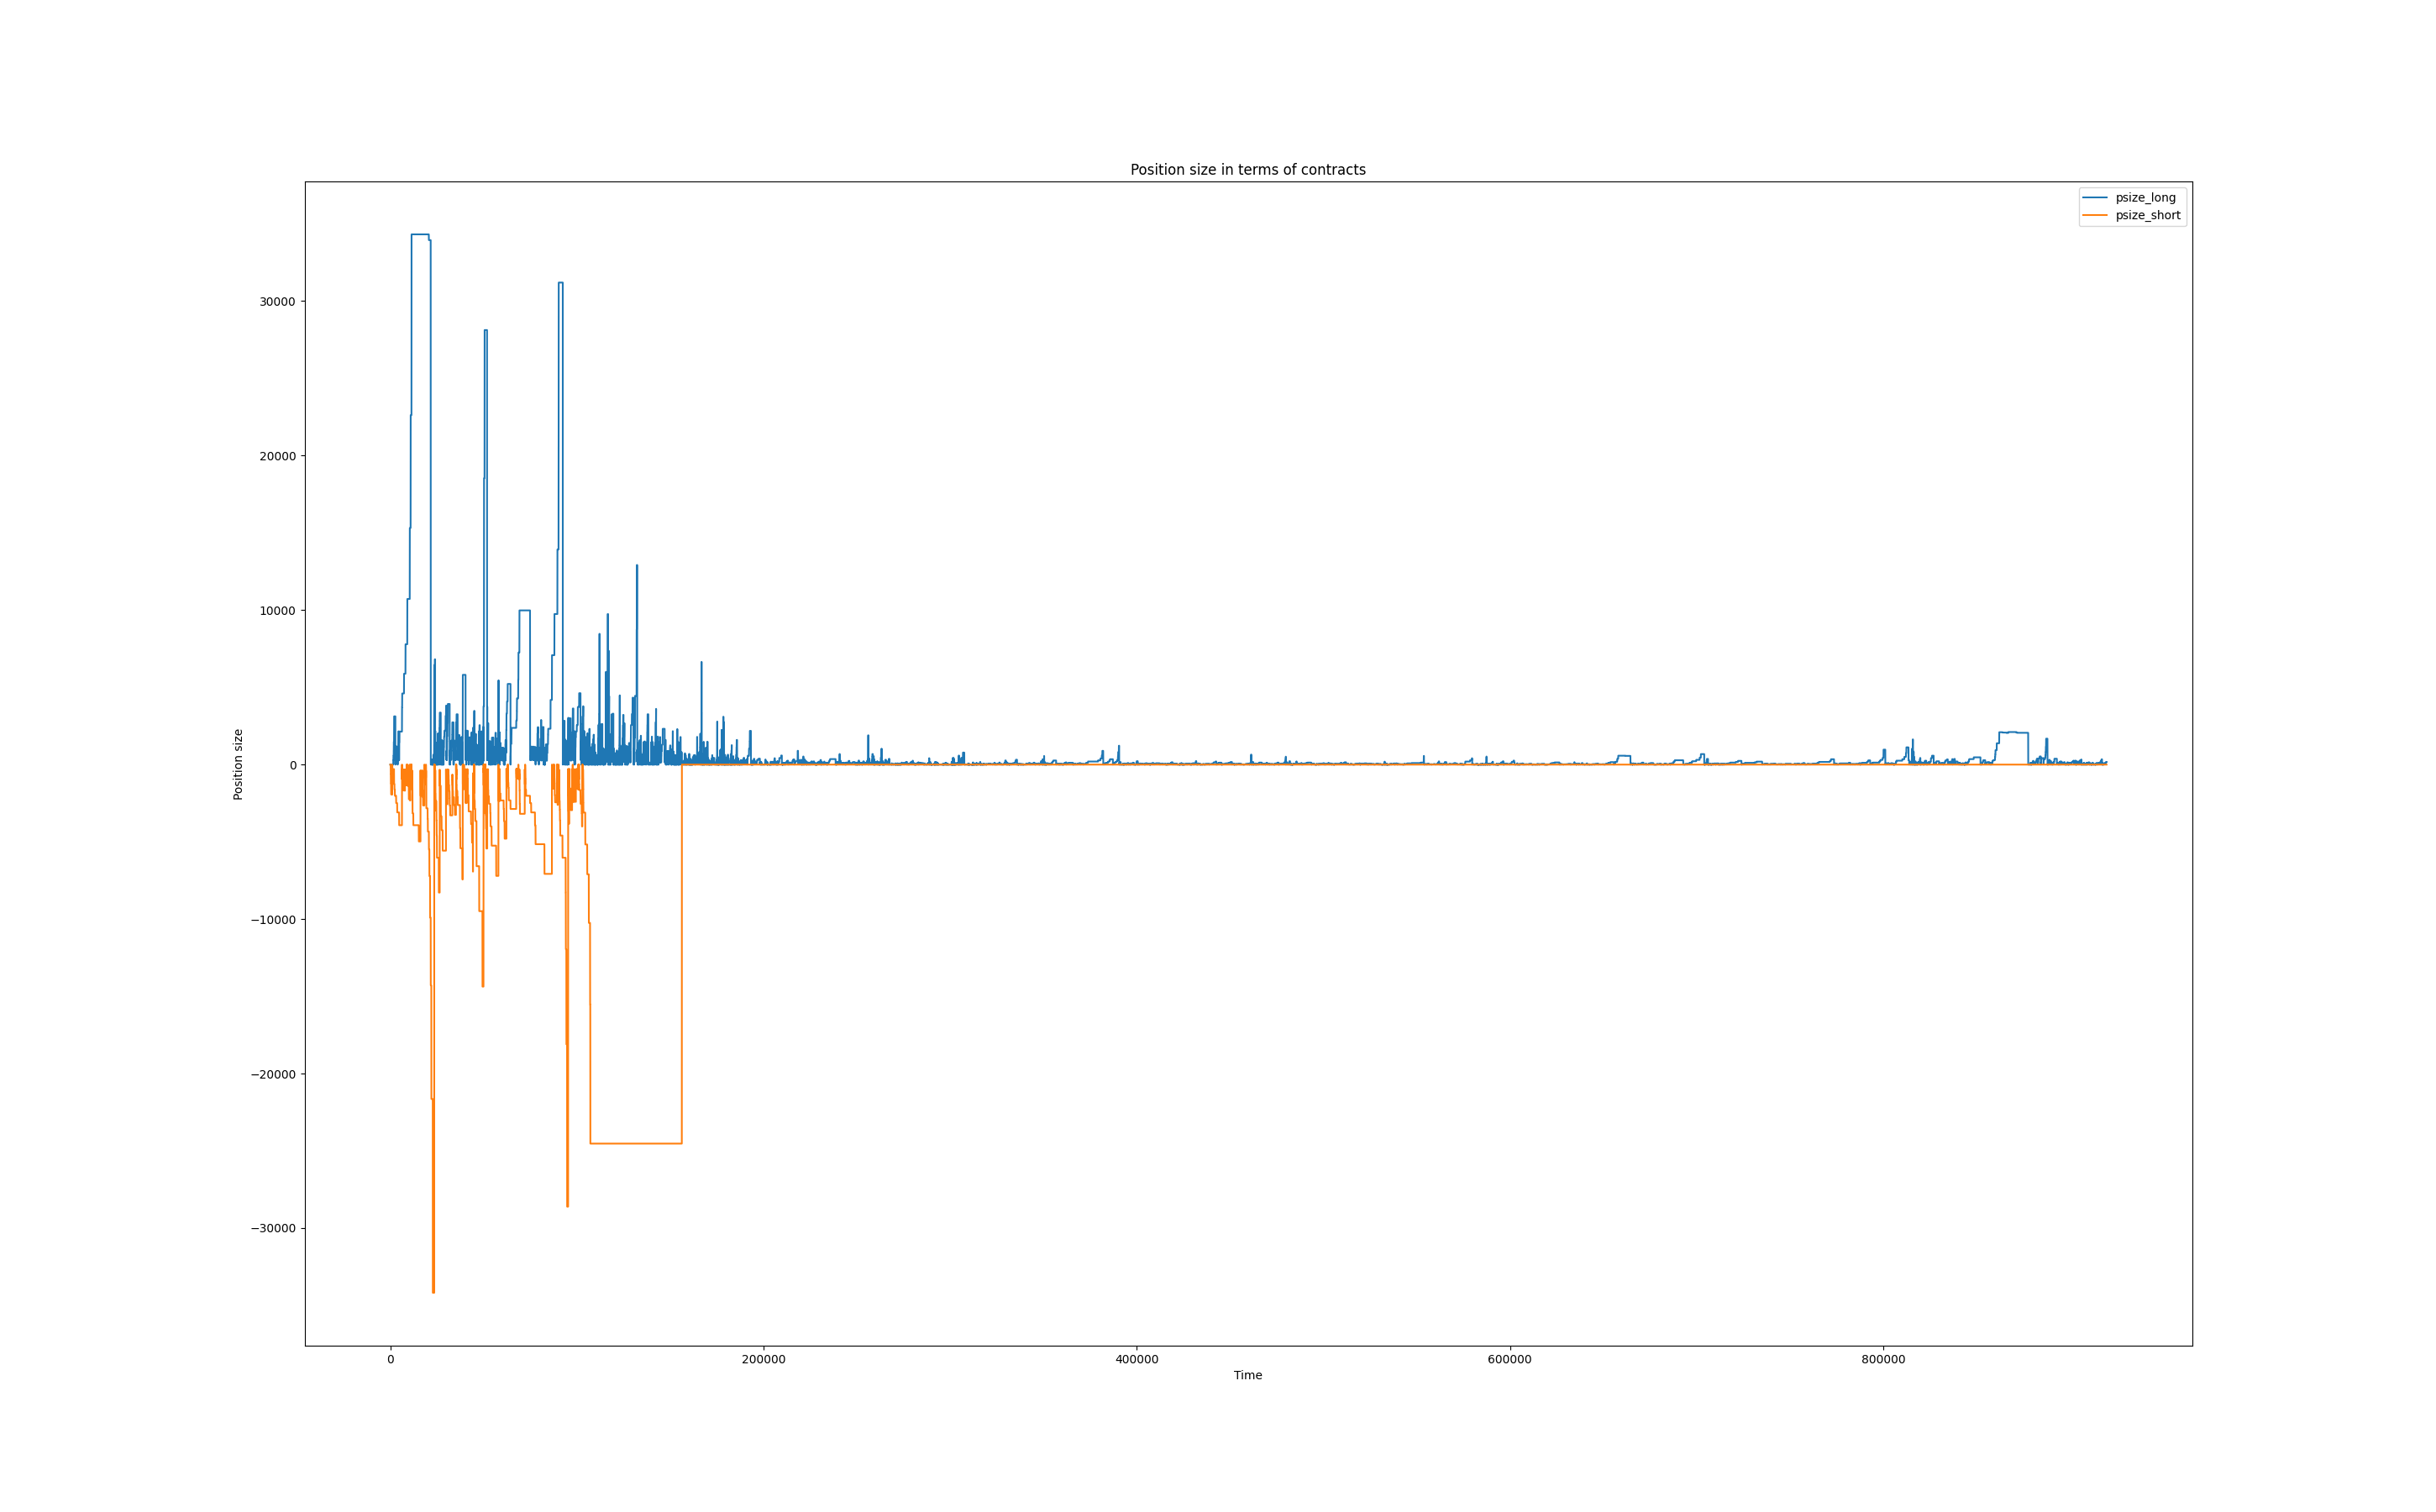 Position size in terms of contracts
psize_long
psize_short
30000
20000
10000
0
−10000
−20000
−30000
Position size
0
200000
400000
600000
800000
Time